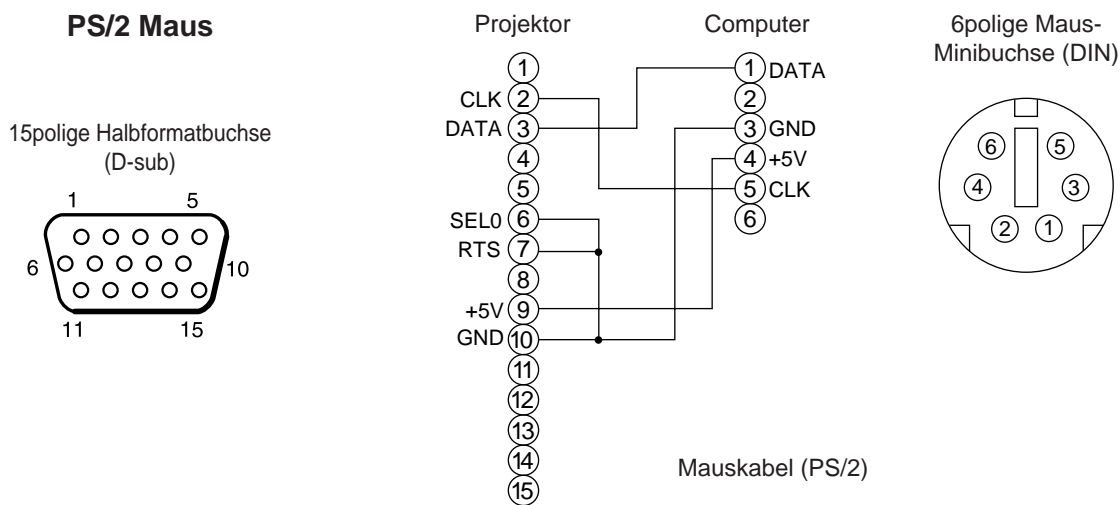 PS/2 Maus
15polige Halbformatbuchse
(D-sub)
1 5
6 10
11 15
Projektor Computer
1
CLK 2
DATA 3
4
5
SEL0 6
RTS 7
8
+5V 9
GND 10
11
12
13
14
15
1 DATA
2
3 GND
4 +5V
5 CLK
6
Mauskabel (PS/2)
6polige Maus-
Minibuchse (DIN)
6 5
4 3
2 1